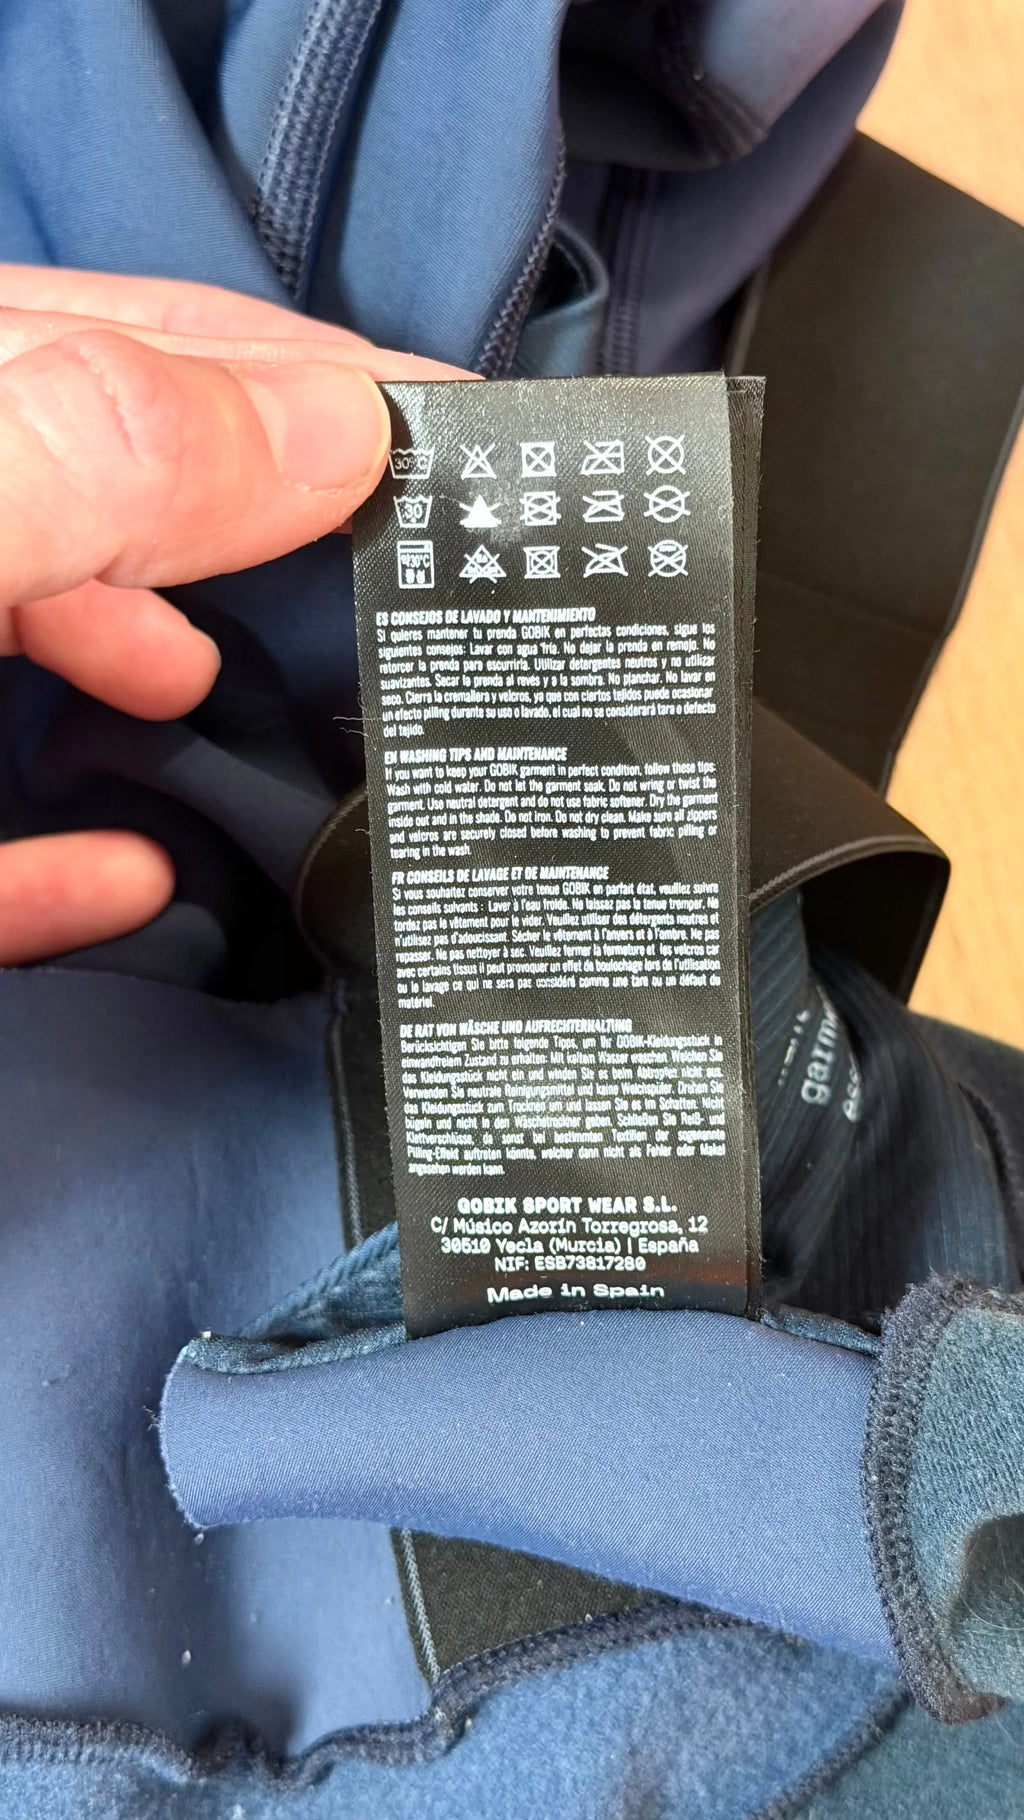 30°C
30
30°C
ES CONSEJOS DE LAVADO Y MANTENIMIENTO
Si quieres mantener tu prenda GOBIK en perfectas condiciones, sigue los
siguientes consejos: Lavar con agua fría. No dejar la prenda en remojo. No
retorcer la prenda para escurrirla. Utilizar detergentes neutros y no utilizar
suavizantes. Secar la prenda al revés y a la sombra. No planchar. No lavar en
seco. Cierra la cremallera y velcros, ya que con ciertos tejidos puede ocasionar
un efecto pilling durante su uso o lavado, el cual no se considerará tara o defecto
del tejido.
EN WASHING TIPS AND MAINTENANCE
If you want to keep your GOBIK garment in perfect condition, follow these tips:
Wash with cold water. Do not let the garment soak. Do not wring or twist the
garment. Use neutral detergent and do not use fabric softener. Dry the garment
inside out and in the shade. Do not iron. Do not dry clean. Make sure all zippers
and velcros are securely closed before washing to prevent fabric pilling or
tearing in the wash.
FR CONSEILS DE LAVAGE ET DE MAINTENANCE
Si vous souhaitez conserver votre tenue GOBIK en parfait état, veuillez suivre
les conseils suivants : Laver à l'eau froide. Ne laissez pas la tenue tremper. Ne
tordez pas le vêtement pour le vider. Veuillez utiliser des détergents neutres et
n'utilisez pas d'adoucissant. Sécher le vêtement à l'envers et à l'ombre. Ne pas
repasser. Ne pas nettoyer à sec. Veuillez fermer la fermeture et les velcros car
avec certains tissus il peut provoquer un effet de boulochage lors de l'utilisation
ou le lavage ce qui ne sera pas considéré comme une tare ou un défaut du
matériel.
DE RAT VON WÄSCHE UND AUFRECHTERHALTUNG
Berücksichtigen Sie bitte folgende Tipps, um Ihr GOBIK-Kleidungsstück in
einwandfreiem Zustand zu erhalten: Mit kaltem Wasser waschen. Weichen Sie
das Kleidungsstück nicht ein und winden Sie es beim Abtropfen nicht aus.
Verwenden Sie neutrale Reinigungsmittel und keine Weichspüler. Drehen Sie
das Kleidungsstück zum Trocknen um und lassen Sie es im Schatten. Nicht
bügeln und nicht in den Wäschetrockner geben. Schließen Sie Reiß- und
Klettverschlüsse, da sonst bei bestimmten Textilien der sogenannte
Pilling-Effekt auftreten könnte, welcher dann nicht als Fehler oder Makel
angesehen werden kann.
GOBIK SPORT WEAR S.L.
C/ Músico Azorín Torregrosa, 12
30510 Yecla (Murcia) | España
NIF: ESB73817280
Made in Spain